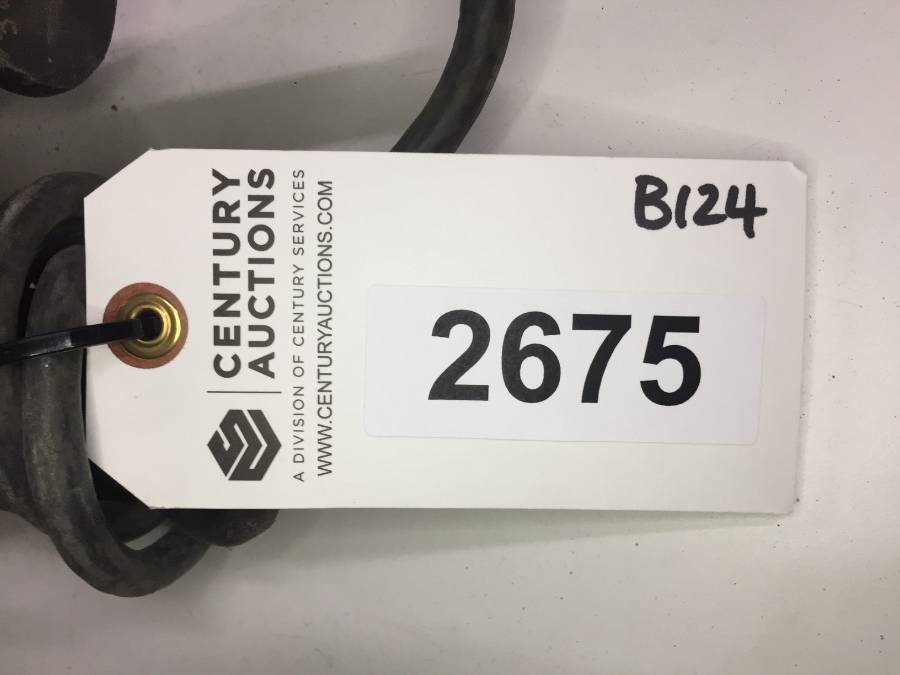 CENTURY
AUCTIONS
A DIVISION OF CENTURY SERVICES
WWW.CENTURYAUCTIONS.COM
B124
2675